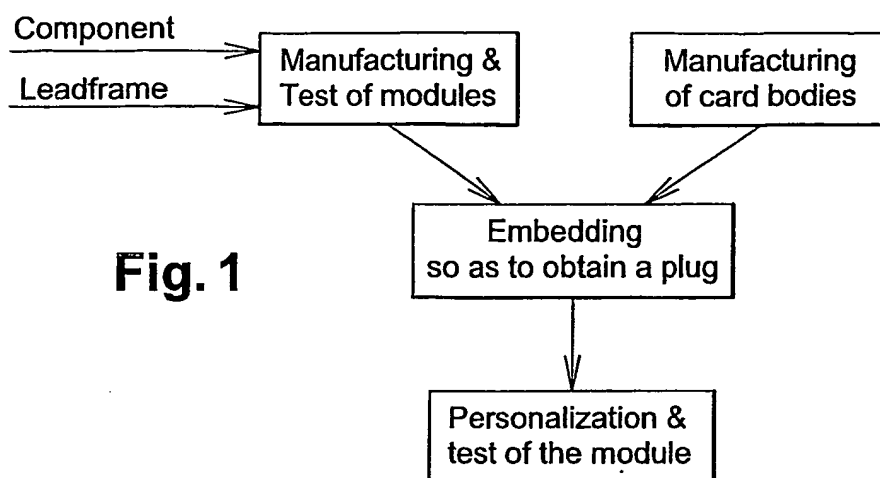 Component
Leadframe
Manufacturing &
Test of modules
Manufacturing
of card bodies
Embedding
so as to obtain a plug
Fig. 1
Personalization &
test of the module